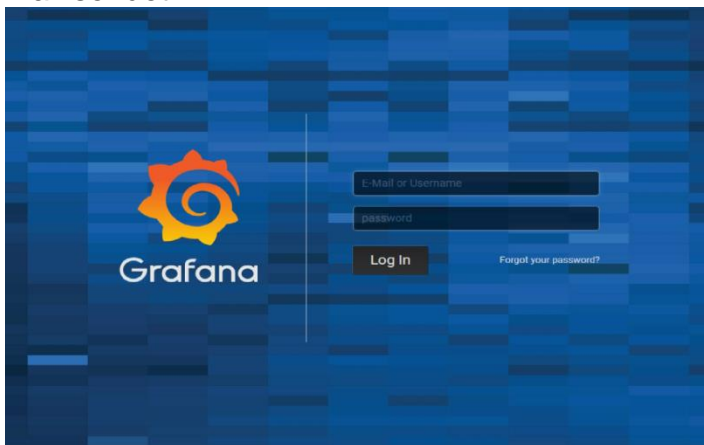 E-Mail or Username
password
Log In
Forgot your password?
Grafana